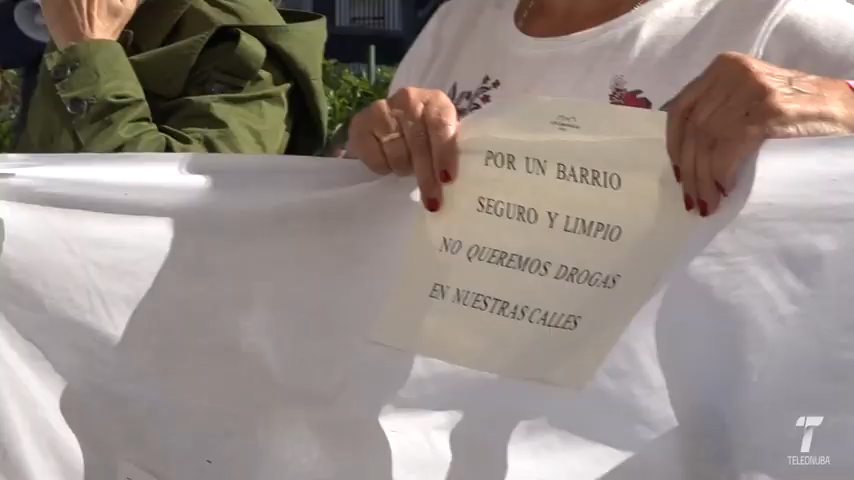 POR UN BARRIO
SEGURO Y LIMPIO
NO QUEREMOS DROGAS
EN NUESTRAS CALLES
TELEONUBA